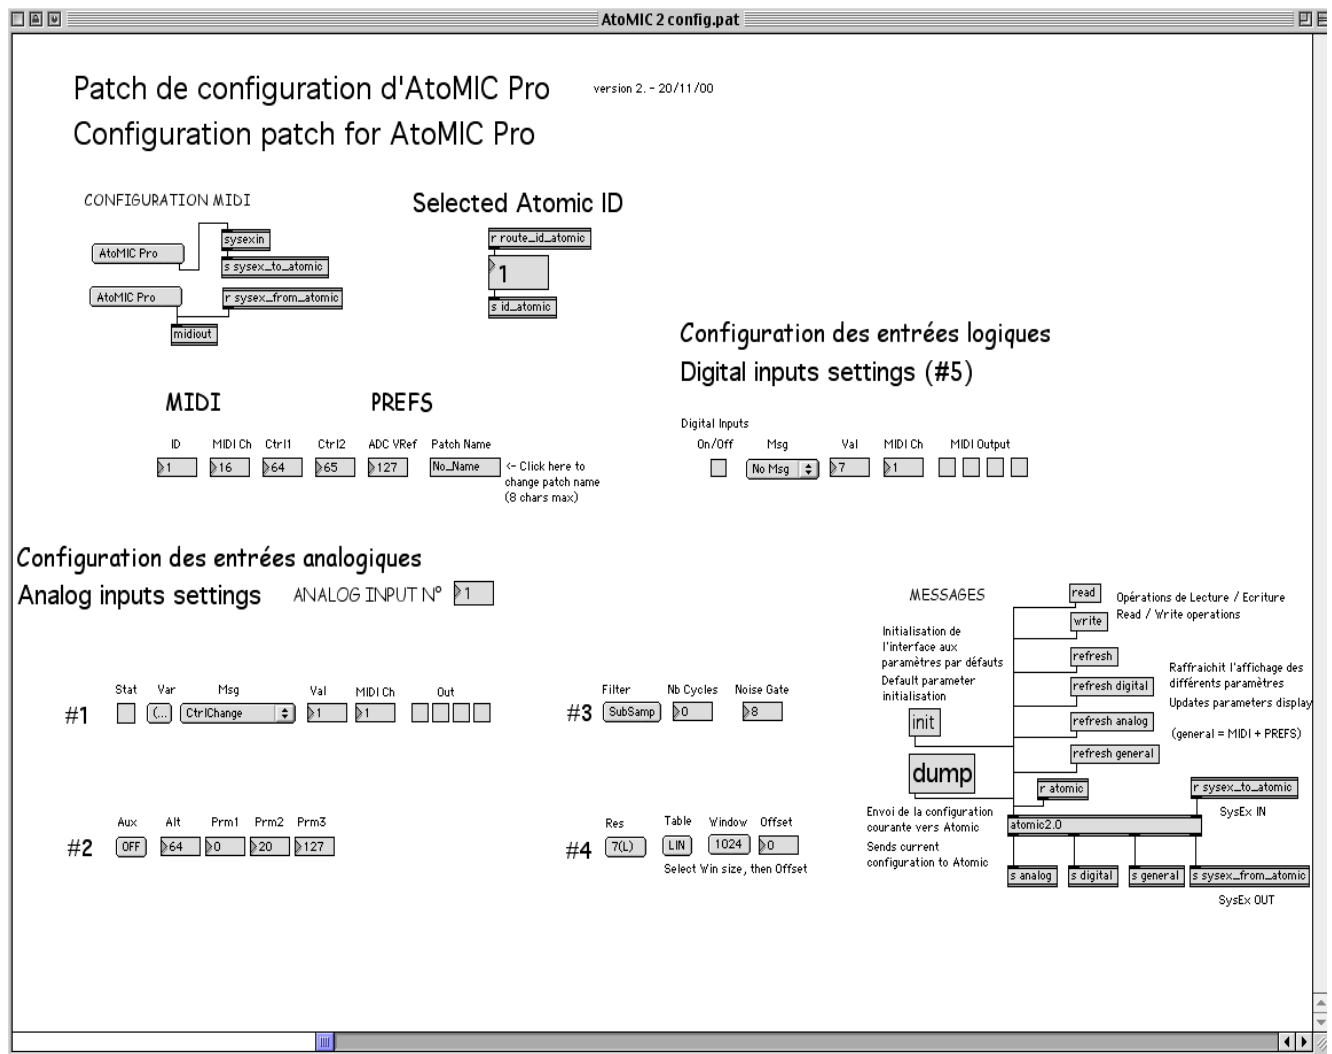 AtoMIC 2 config.pat
Patch de configuration d'AtoMIC Pro
version 2. - 20/11/00
Configuration patch for AtoMIC Pro
CONFIGURATION MIDI
AtoMIC Pro
sysexin
s sysex_to_atomic
AtoMIC Pro
r sysex_from_atomic
midiout
Selected Atomic ID
r route_id_atomic
1
s id_atomic
Configuration des entrées logiques
Digital inputs settings (#5)
Digital Inputs
On/Off Msg Val MIDI Ch MIDI Output
No Msg 7 1
MIDI PREFS
ID MIDI Ch Ctrl1 Ctrl2 ADC VRef Patch Name
1 16 64 65 127 No_Name
<- Click here to
change patch name
(8 chars max)
Configuration des entrées analogiques
Analog inputs settings
ANALOG INPUT N° 1
Stat Var Msg Val MIDI Ch Out
#1 (... CtrlChange 1 1
Filter Nb Cycles Noise Gate
#3 SubSamp 0 8
Aux Alt Prm1 Prm2 Prm3
#2 OFF 64 0 20 127
Res Table Window Offset
#4 7(L) LIN 1024 0
Select Win size, then Offset
MESSAGES
read
write
Opérations de Lecture / Ecriture
Read / Write operations
Initialisation de
l'interface aux
paramètres par défauts
Default parameter
initialisation
init
refresh
refresh digital
refresh analog
refresh general
Raffraichit l'affichage des
différents paramètres
Updates parameters display
(general = MIDI + PREFS)
dump
Envoi de la configuration
courante vers Atomic
Sends current
configuration to Atomic
r atomic
r sysex_to_atomic
SysEx IN
atomic2.0
s analog
s digital
s general
s sysex_from_atomic
SysEx OUT